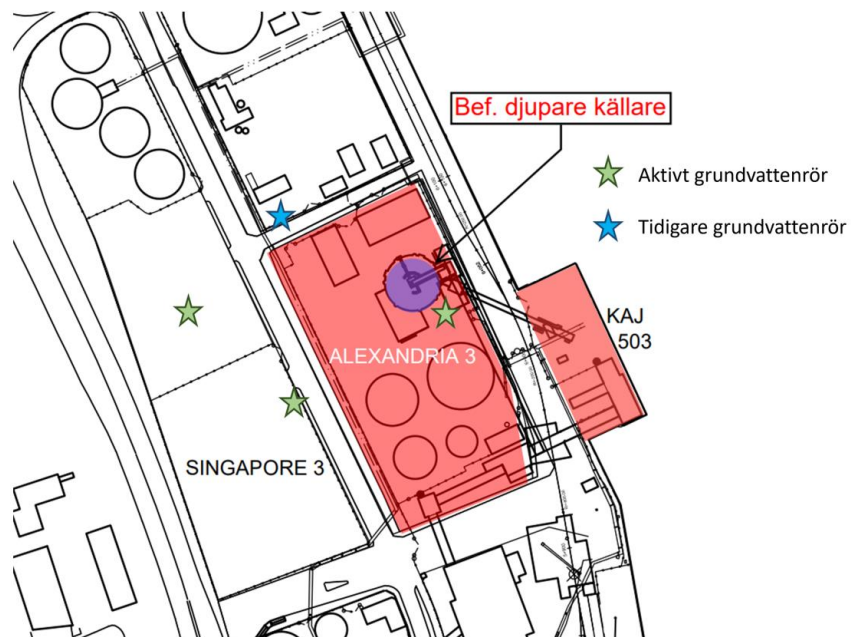 Bef. djupare källare
Aktivt grundvattenrör
Tidigare grundvattenrör
KAJ
503
ALEXANDRIA 3
SINGAPORE 3